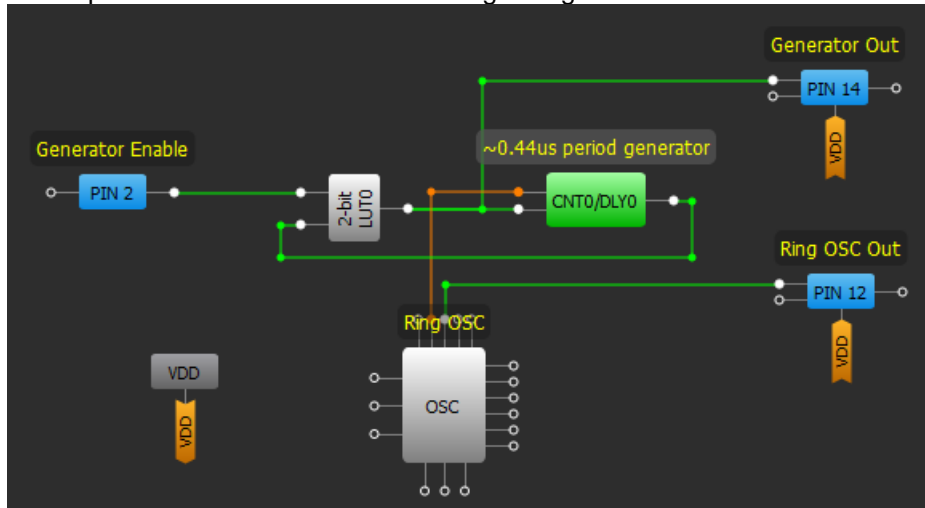 Generator Out
PIN 14
VDD
Generator Enable
PIN 2
2-bit
LUT0
~0.44us period generator
CNT0/DLY0
Ring OSC Out
PIN 12
VDD
Ring OSC
OSC
VDD
VDD